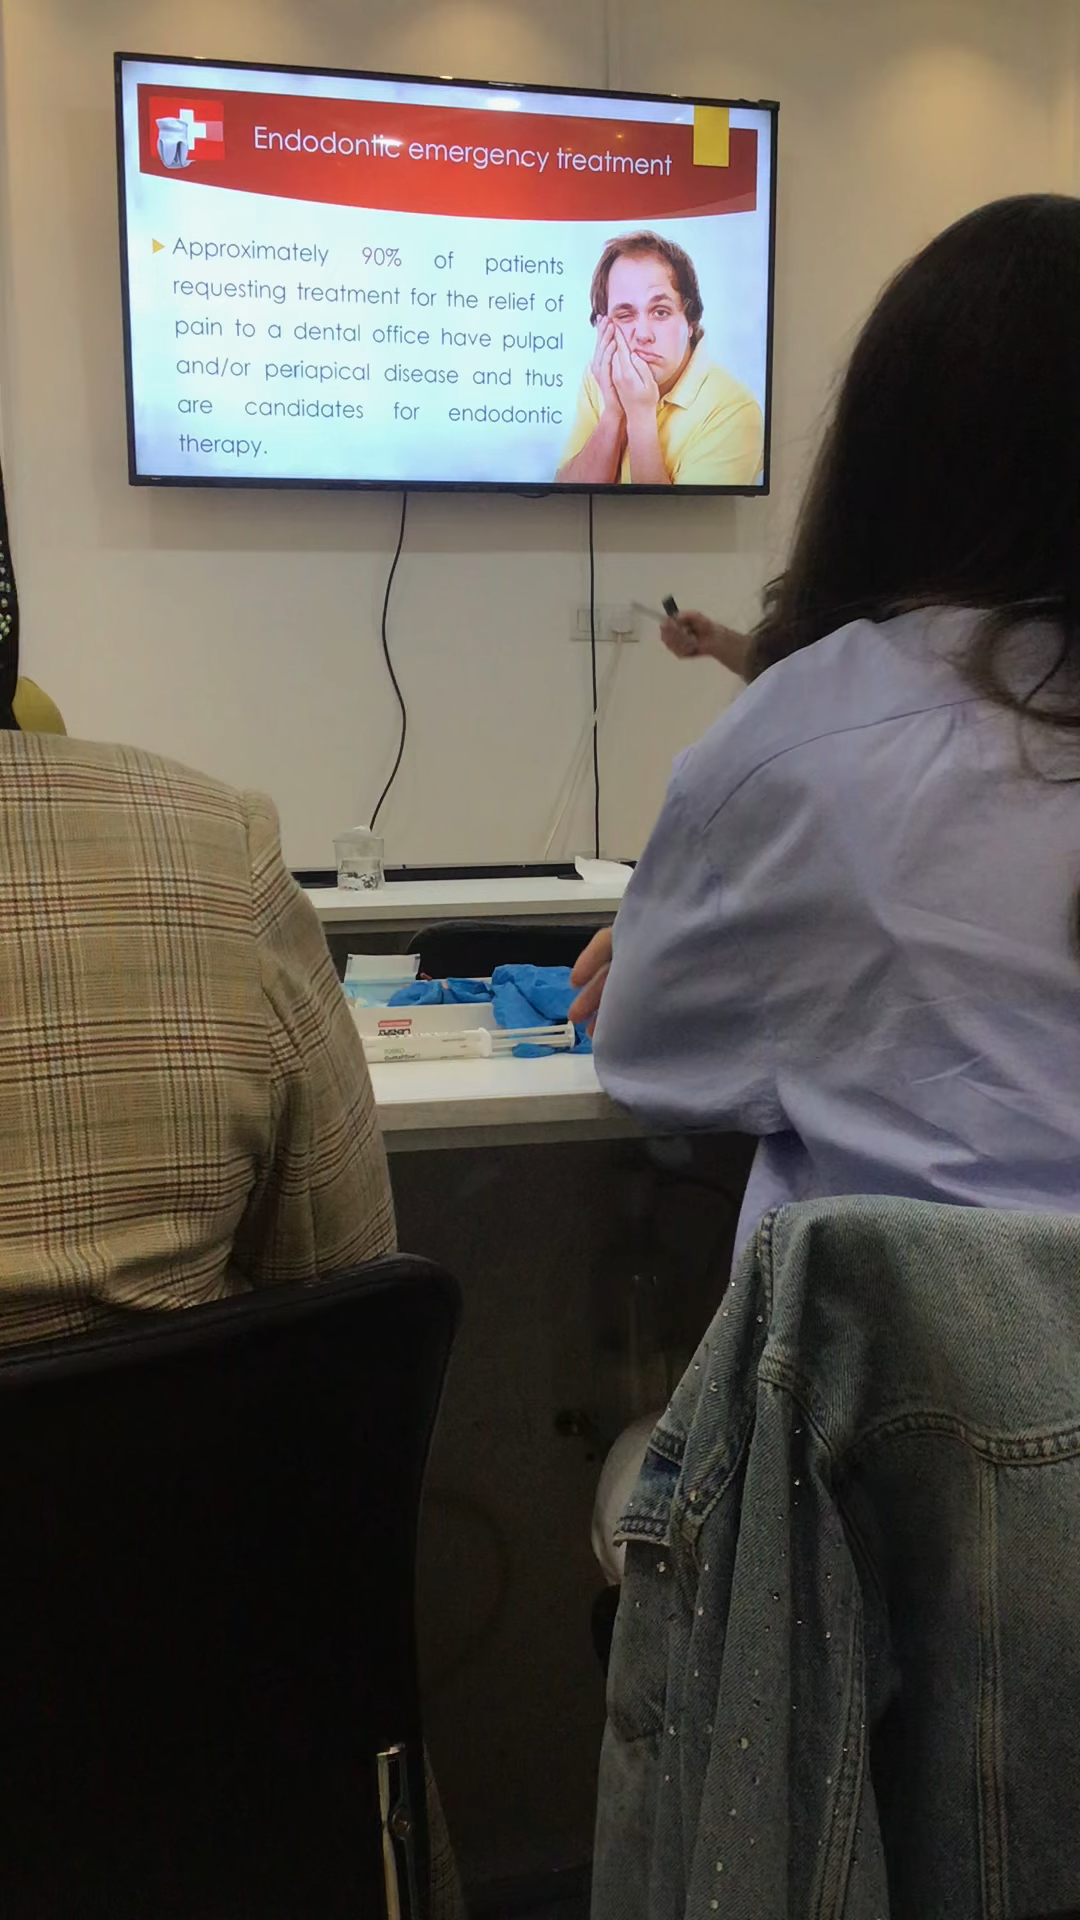 Endodontic emergency treatment
Approximately 90% of patients
requesting treatment for the relief of
pain to a dental office have pulpal
and/or periapical disease and thus
are candidates for endodontic
therapy.